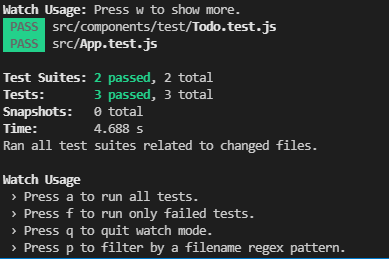 Watch Usage: Press w to show more.
PASS src/components/test/Todo.test.js
PASS src/App.test.js
Test Suites: 2 passed, 2 total
Tests: 3 passed, 3 total
Snapshots: 0 total
Time: 4.688 s
Ran all test suites related to changed files.
Watch Usage
› Press a to run all tests.
› Press f to run only failed tests.
› Press q to quit watch mode.
› Press p to filter by a filename regex pattern.